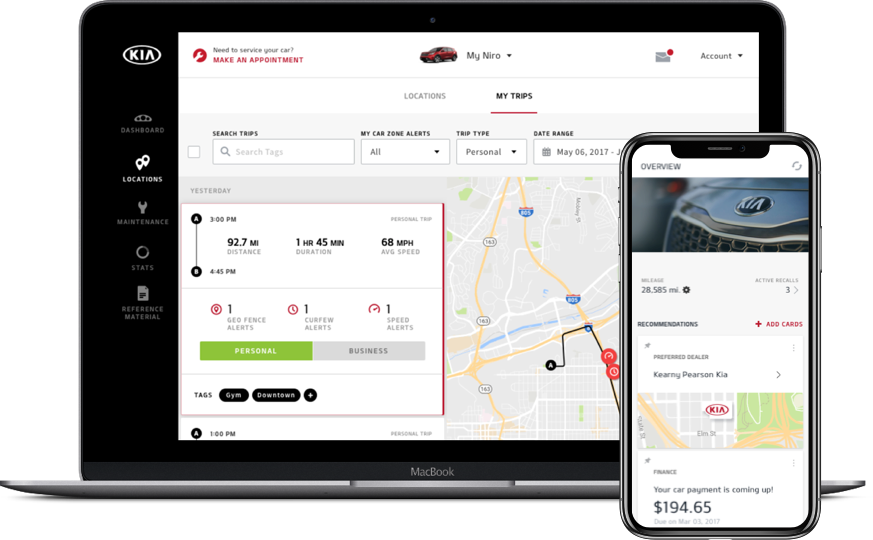 KIA
Need to service your car?
MAKE AN APPOINTMENT
My Niro
Account
LOCATIONS
MY TRIPS
DASHBOARD
LOCATIONS
MAINTENANCE
STATS
REFERENCE
MATERIAL
SEARCH TRIPS
MY CAR ZONE ALERTS
TRIP TYPE
DATE RANGE
Search Tags
All
Personal
May 06, 2017 - J
YESTERDAY
A
3:00 PM
PERSONAL TRIP
92.7 MI
1 HR 45 MIN
68 MPH
DISTANCE
DURATION
AVG SPEED
B
4:45 PM
1
1
1
GEO FENCE
ALERTS
CURFEW
ALERTS
SPEED
ALERTS
PERSONAL
BUSINESS
TAGS
Gym
Downtown
+
A
1:00 PM
PERSONAL TRIP
805
163
805
163
A
163
MacBook
OVERVIEW
KIA
MILEAGE
ACTIVE RECALLS
28,585 mi.
3
RECOMMENDATIONS
+ ADD CARDS
PREFERRED DEALER
Kearny Pearson Kia
KIA
Elm St
FINANCE
Your car payment is coming up!
$194.65
Due on Mar 03, 2017